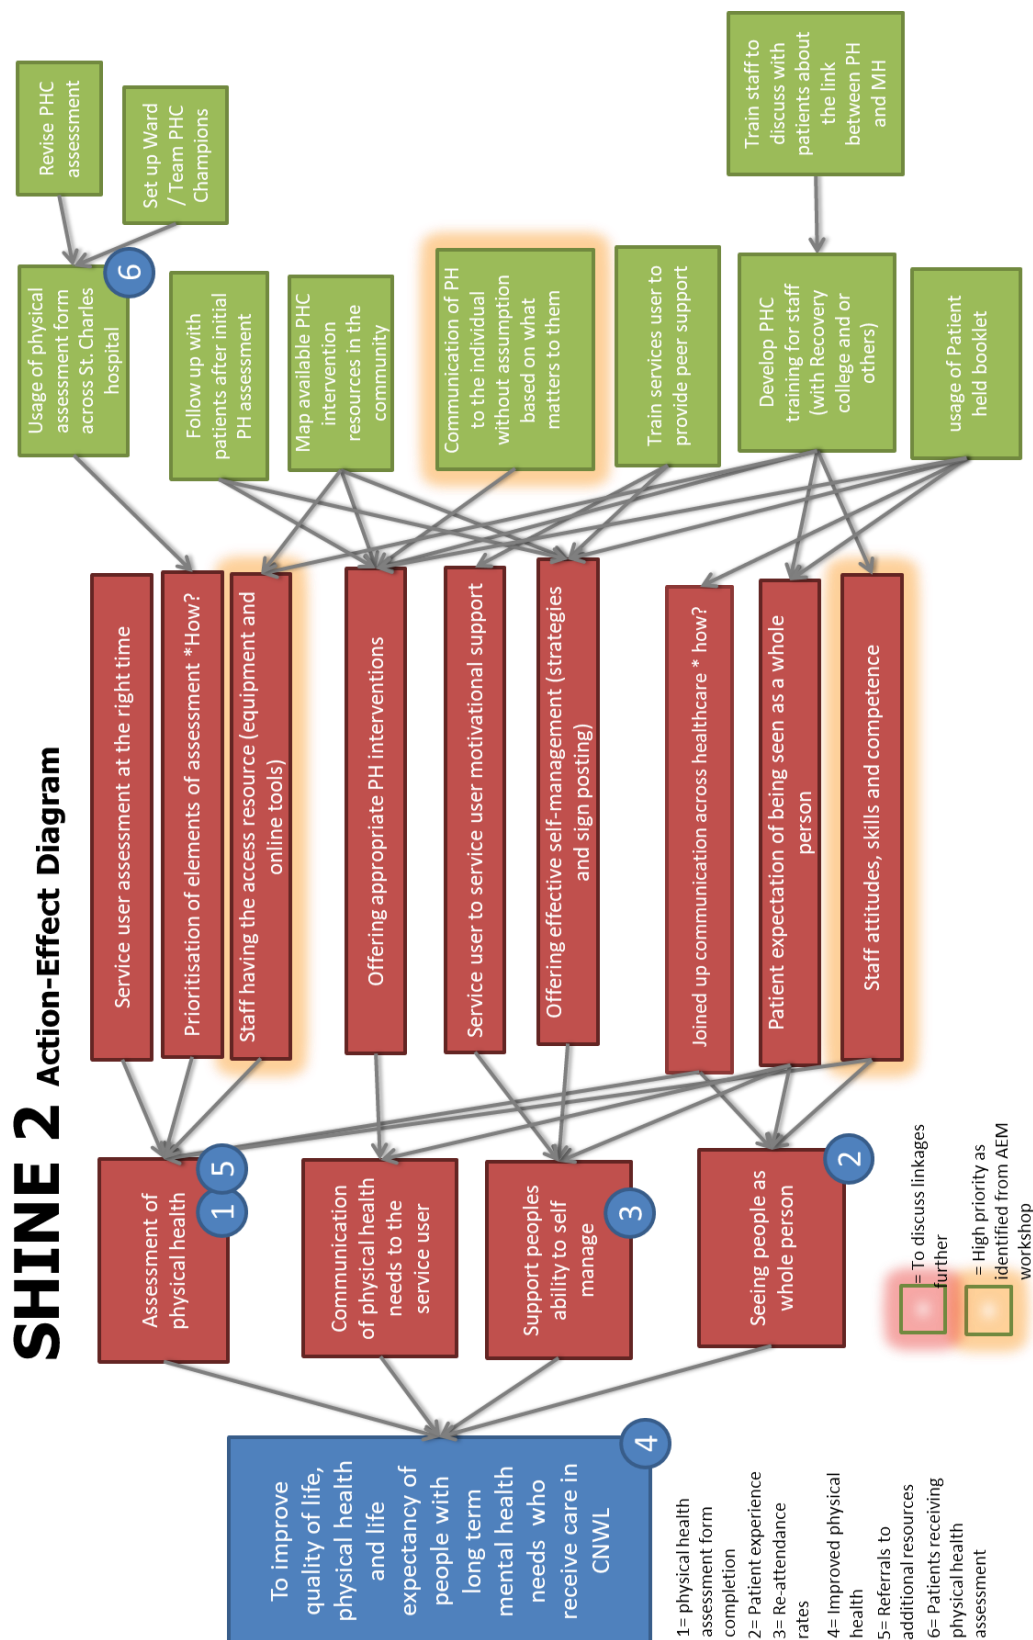 SHINE 2 Action-Effect Diagram
To improve
quality of life,
physical health
and life
expectancy of
people with
long term
mental health
needs who
receive care in
CNWL
4
Assessment of
physical health
1
5
Communication
of physical health
needs to the
service user
Support peoples
ability to self
manage
3
Seeing people as
whole person
2
Service user assessment at the right time
Prioritisation of elements of assessment *How?
Staff having the access resource (equipment and
online tools)
Offering appropriate PH interventions
Service user to service user motivational support
Offering effective self-management (strategies
and sign posting)
Joined up communication across healthcare * how?
Patient expectation of being seen as a whole
person
Staff attitudes, skills and competence
Usage of physical
assessment form
across St. Charles
hospital
6
Follow up with
patients after initial
PH assessment
Map available PHC
intervention
resources in the
community
Communication of PH
to the individual
without assumption
based on what
matters to them
Train services user to
provide peer support
Develop PHC
training for staff
(with Recovery
college and or
others)
usage of Patient
held booklet
Revise PHC
assessment
Set up Ward
/ Team PHC
Champions
Train staff to
discuss with
patients about
the link
between PH
and MH
1= physical health
assessment form
completion
2= Patient experience
3= Re-attendance
rates
4= Improved physical
health
5= Referrals to
additional resources
6= Patients receiving
physical health
assessment
= To discuss linkages
further
= High priority as
identified from AEM
workshop